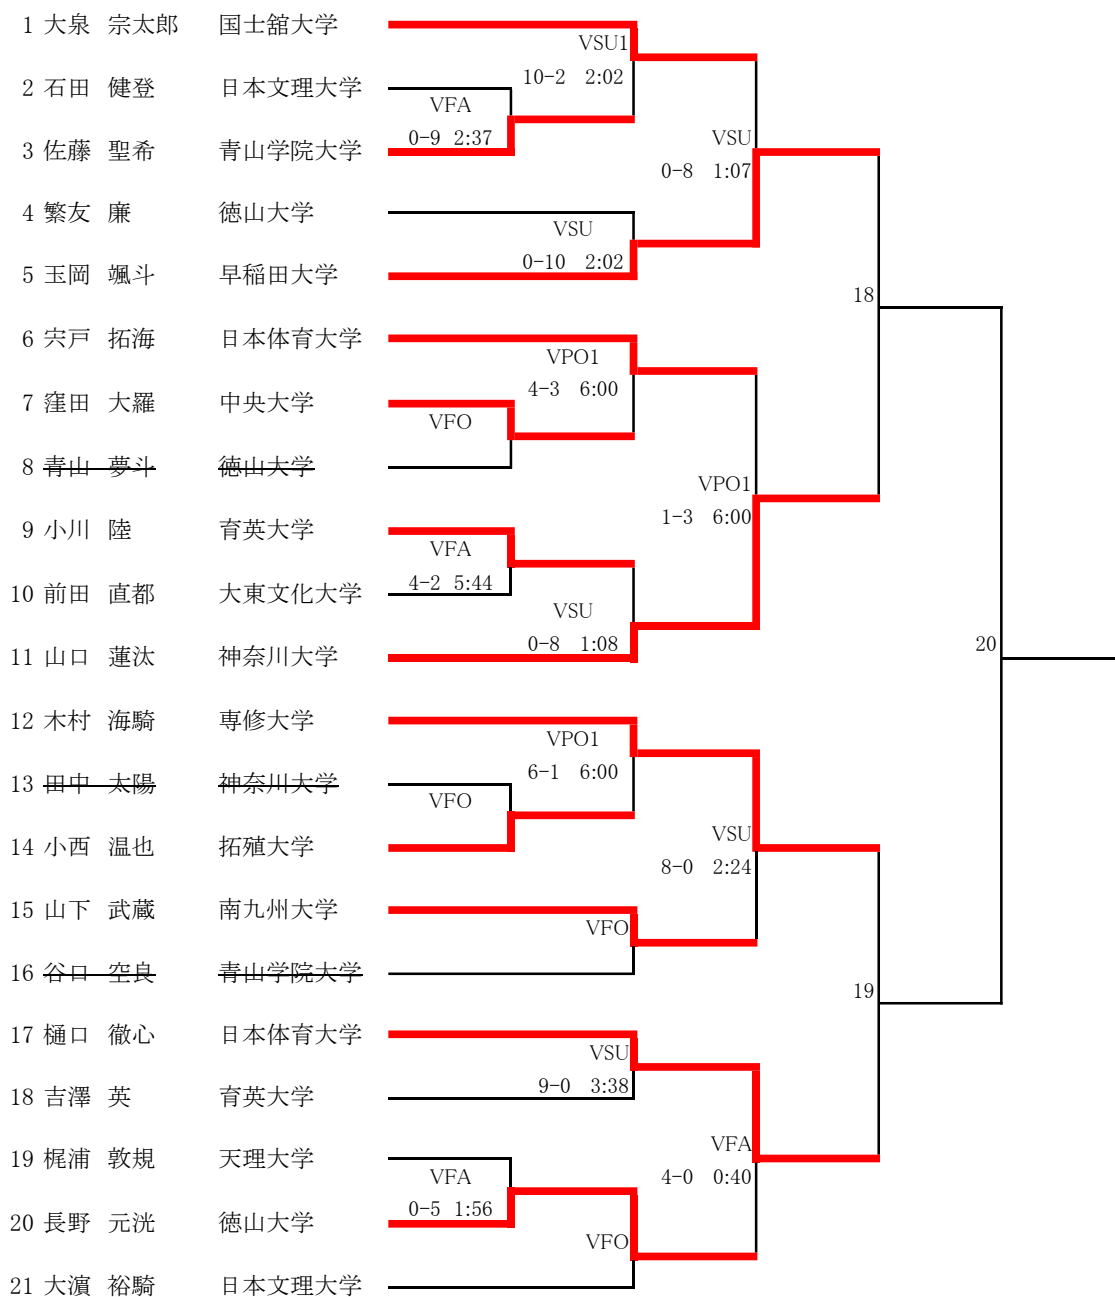 1 大泉 宗太郎 国士舘大学
VSU1
10-2 2:02
2 石田 健登 日本文理大学
VFA
0-9 2:37
3 佐藤 聖希 青山学院大学
VSU
0-8 1:07
4 繁友 廉 徳山大学
VSU
0-10 2:02
5 玉岡 颯斗 早稲田大学
18
6 宍戸 拓海 日本体育大学
VPO1
4-3 6:00
7 窪田 大羅 中央大学
VFO
8 青山 夢斗 徳山大学
VPO1
1-3 6:00
9 小川 陸 育英大学
VFA
4-2 5:44
10 前田 直都 大東文化大学
VSU
0-8 1:08
11 山口 蓮汰 神奈川大学
20
12 木村 海騎 専修大学
VPO1
6-1 6:00
13 田中 太陽 神奈川大学
VFO
14 小西 温也 拓殖大学
VSU
8-0 2:24
15 山下 武蔵 南九州大学
VFO
16 谷口 空良 青山学院大学
19
17 樋口 徹心 日本体育大学
VSU
9-0 3:38
18 吉澤 英 育英大学
VFA
4-0 0:40
19 梶浦 敦規 天理大学
VFA
0-5 1:56
20 長野 元洸 徳山大学
VFO
21 大濵 裕騎 日本文理大学